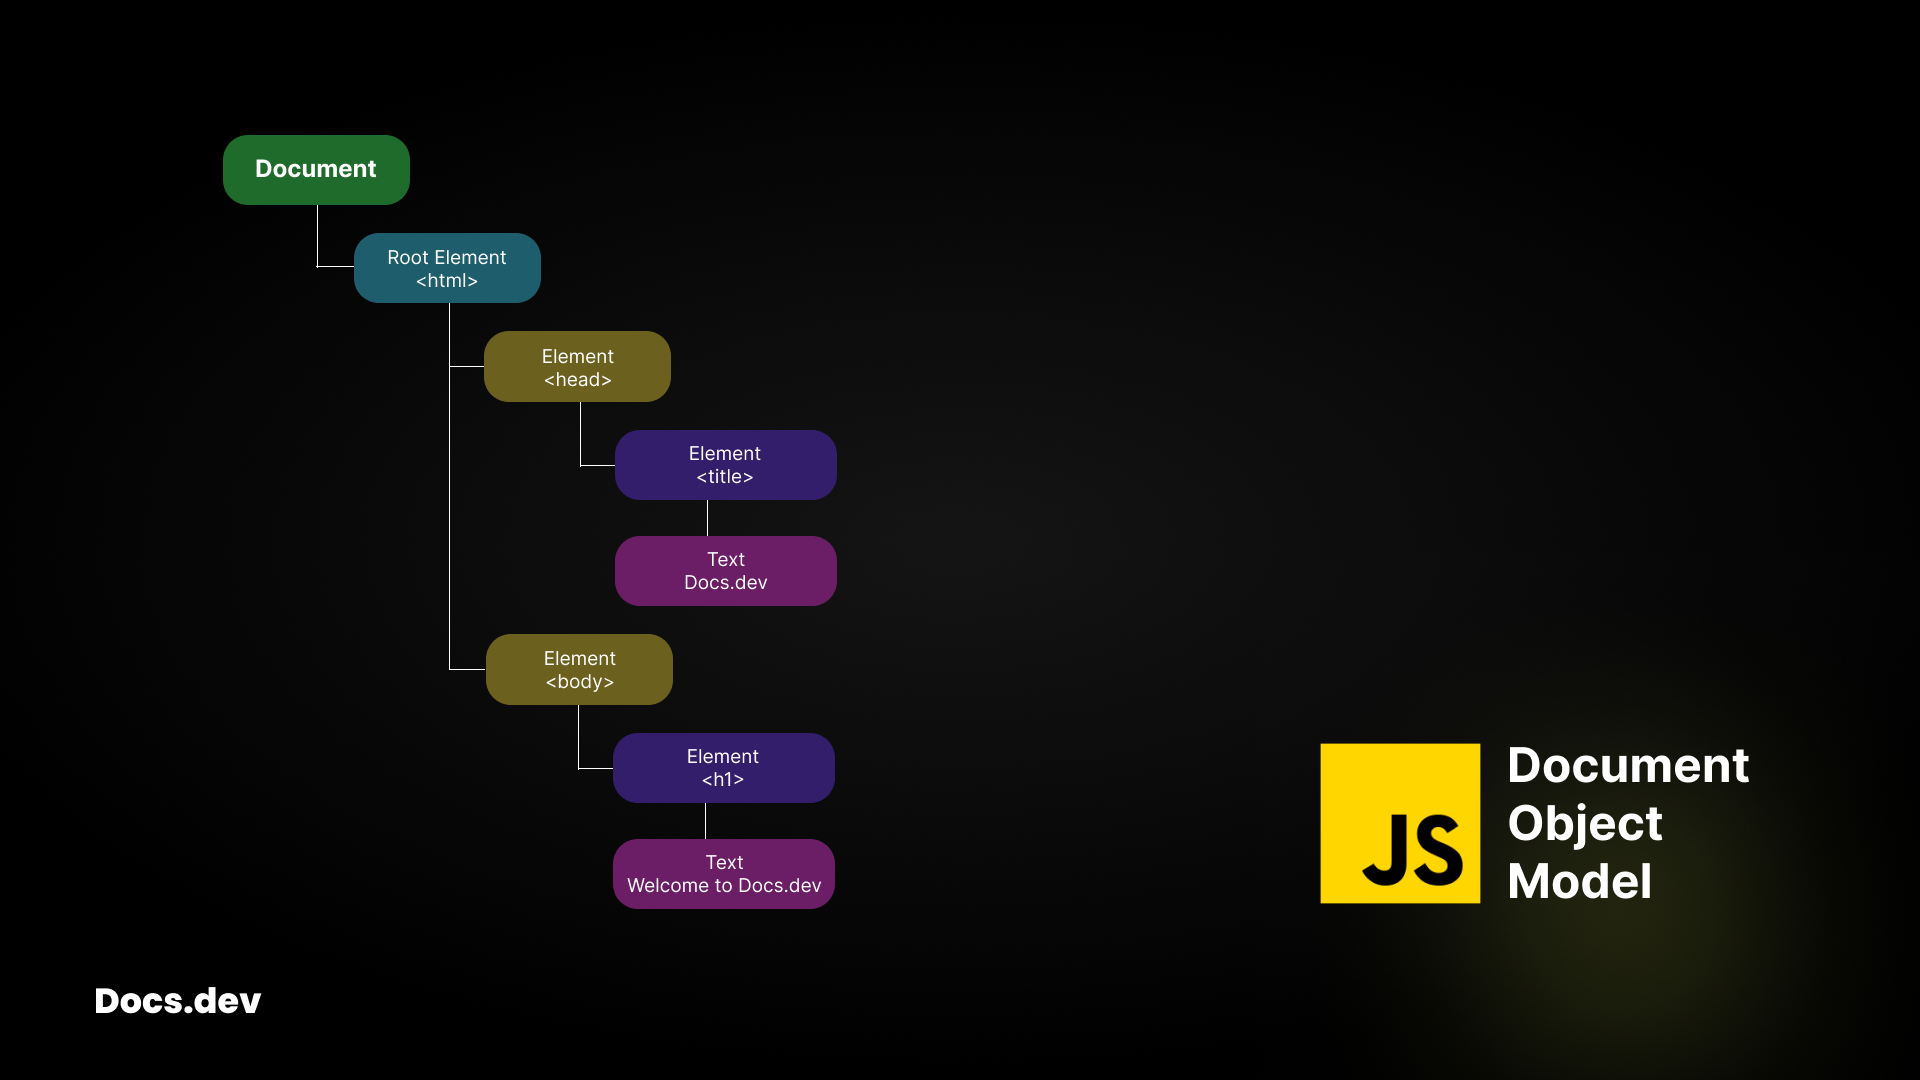 Document
Root Element
<html>
Element
<head>
Element
<title>
Text
Docs.dev
Element
<body>
Element
<h1>
Text
Welcome to Docs.dev
JS
Document
Object
Model
Docs.dev